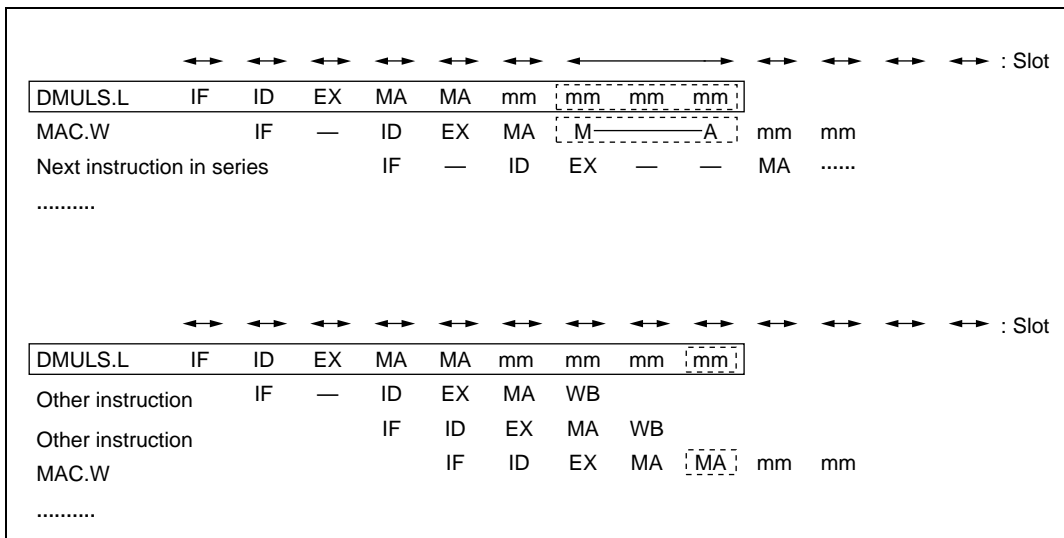 : Slot
DMULS.L IF ID EX MA MA mm mm mm mm
MAC.W IF — ID EX MA M A mm mm
Next instruction in series IF — ID EX — — MA ......
..........
: Slot
DMULS.L IF ID EX MA MA mm mm mm mm
Other instruction IF — ID EX MA WB
Other instruction IF ID EX MA WB
MAC.W IF ID EX MA MA mm mm
..........